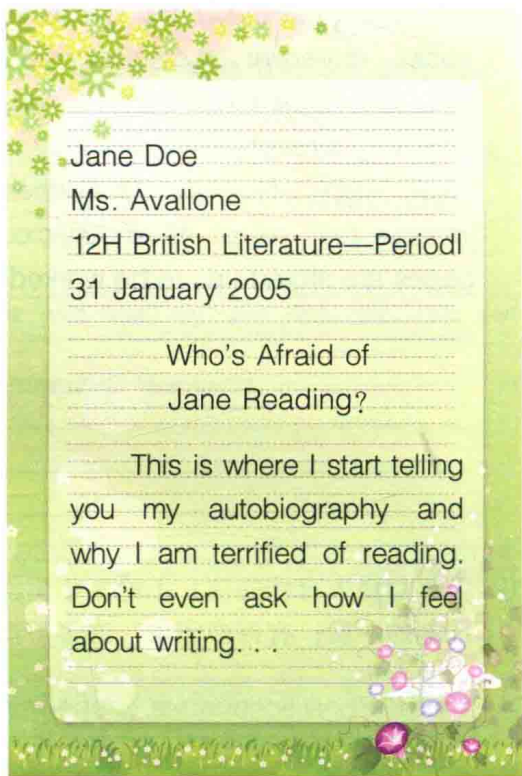 Jane Doe
Ms. Avallone
12H British Literature—Periodl
31 January 2005
Who's Afraid of
Jane Reading?
This is where I start telling
you my autobiography and
why I am terrified of reading.
Don't even ask how I feel
about writing. . .